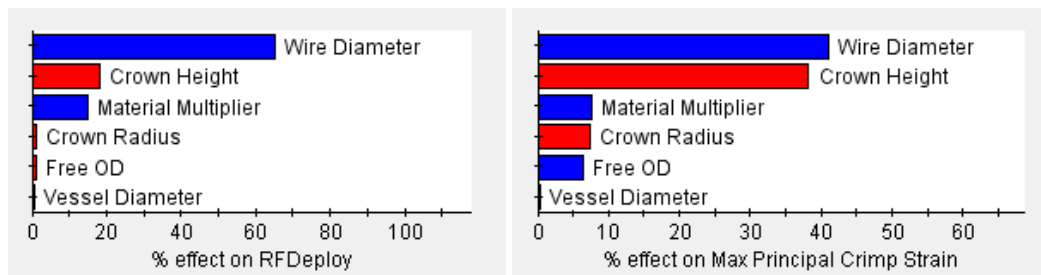 Wire Diameter
Crown Height
Material Multiplier
Crown Radius
Free OD
Vessel Diameter
0 20 40 60 80 100
% effect on RFDeploy
Wire Diameter
Crown Height
Material Multiplier
Crown Radius
Free OD
Vessel Diameter
0 10 20 30 40 50 60
% effect on Max Principal Crimp Strain